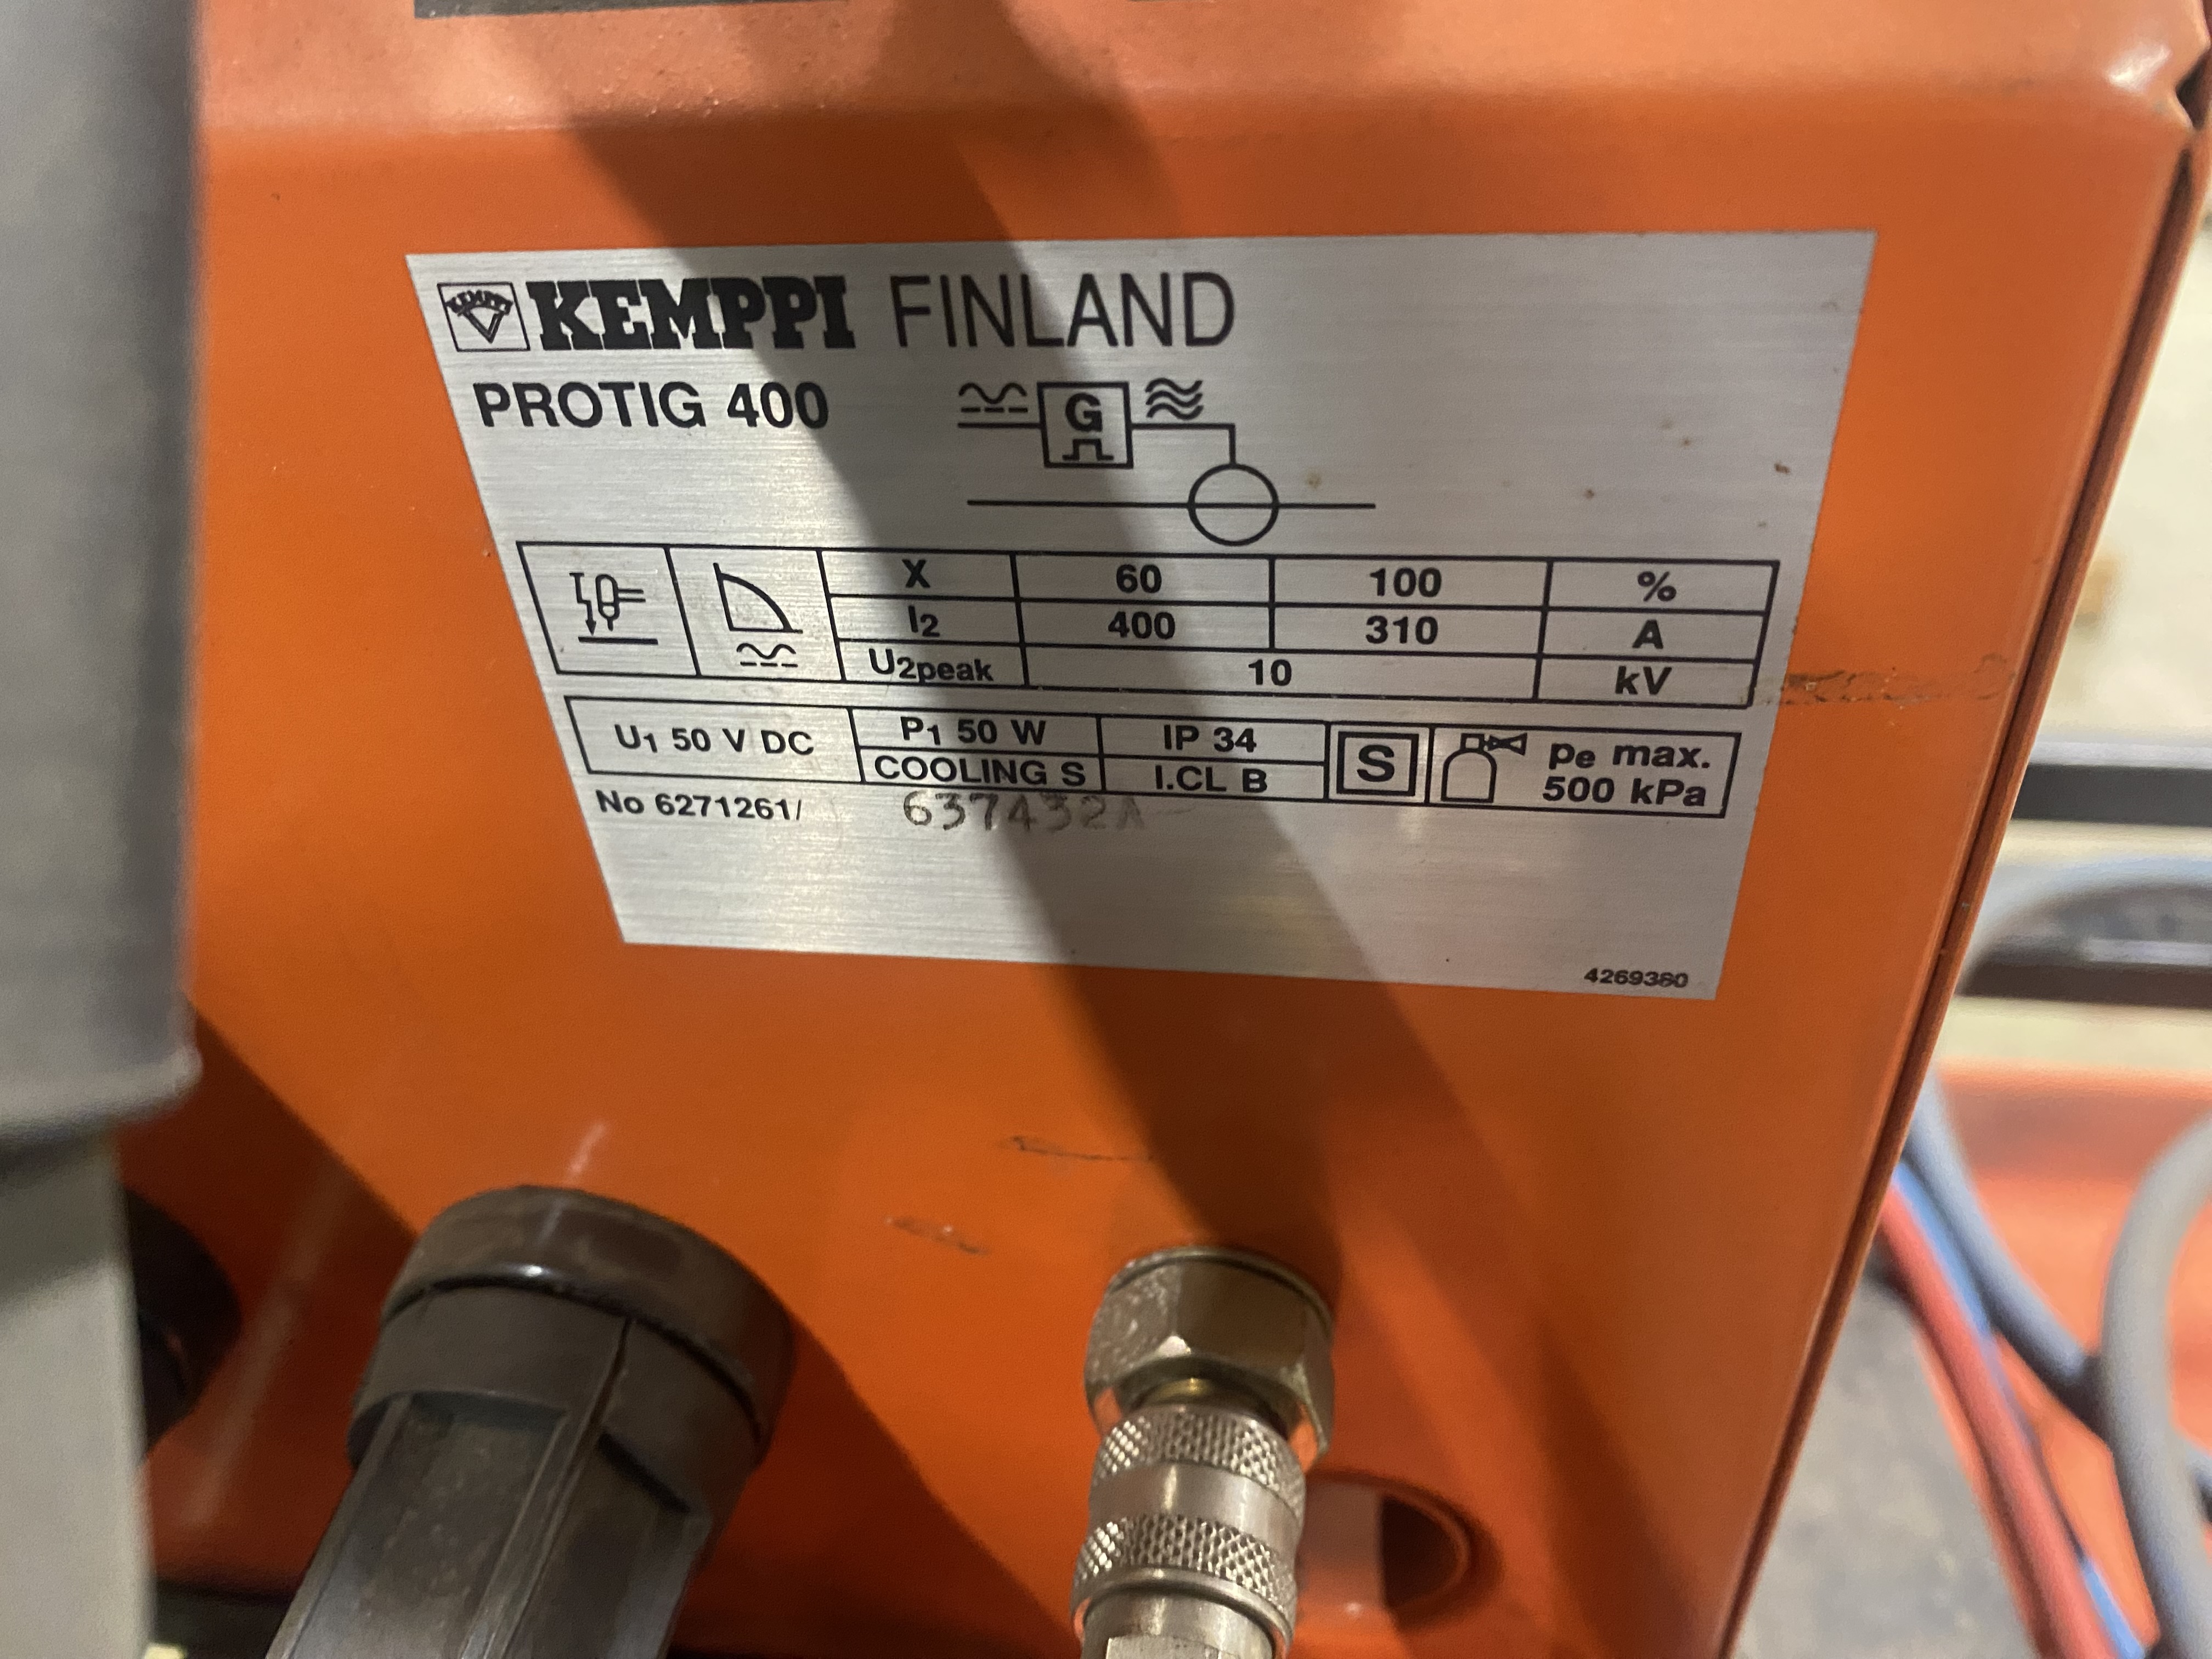 KEMPPI KEMPPI FINLAND
PROTIG 400
G
X 60 100 %
I2 400 310 A
U2peak 10 kV
U1 50 V DC P1 50 W IP 34 S pe max.
COOLING S I.CL B 500 kPa
No 6271261/ 637432A
4269360